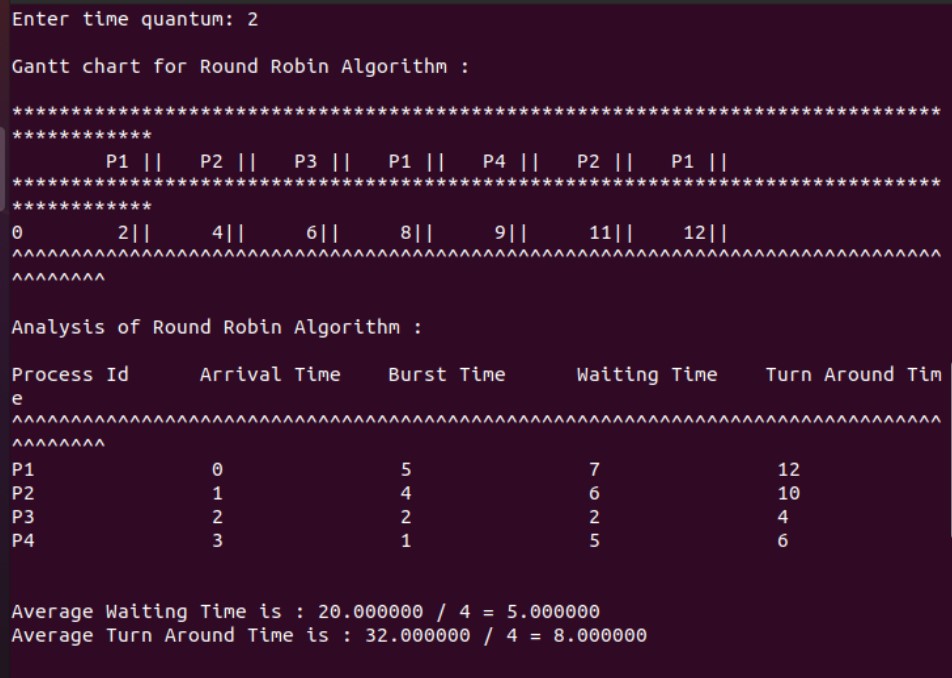 Enter time quantum: 2
Gantt chart for Round Robin Algorithm :
*******************************************************************************
************
        P1 ||   P2 ||   P3 ||   P1 ||   P4 ||   P2 ||   P1 ||
*******************************************************************************
************
0        2||     4||     6||     8||     9||     11||    12||
^^^^^^^^^^^^^^^^^^^^^^^^^^^^^^^^^^^^^^^^^^^^^^^^^^^^^^^^^^^^^^^^^^^^^^^^^^^^^^^
^^^^^^^^
Analysis of Round Robin Algorithm :
Process Id      Arrival Time    Burst Time      Waiting Time    Turn Around Tim
e
^^^^^^^^^^^^^^^^^^^^^^^^^^^^^^^^^^^^^^^^^^^^^^^^^^^^^^^^^^^^^^^^^^^^^^^^^^^^^^^
^^^^^^^^
P1               0               5               7               12
P2               1               4               6               10
P3               2               2               2               4
P4               3               1               5               6
Average Waiting Time is : 20.000000 / 4 = 5.000000
Average Turn Around Time is : 32.000000 / 4 = 8.000000